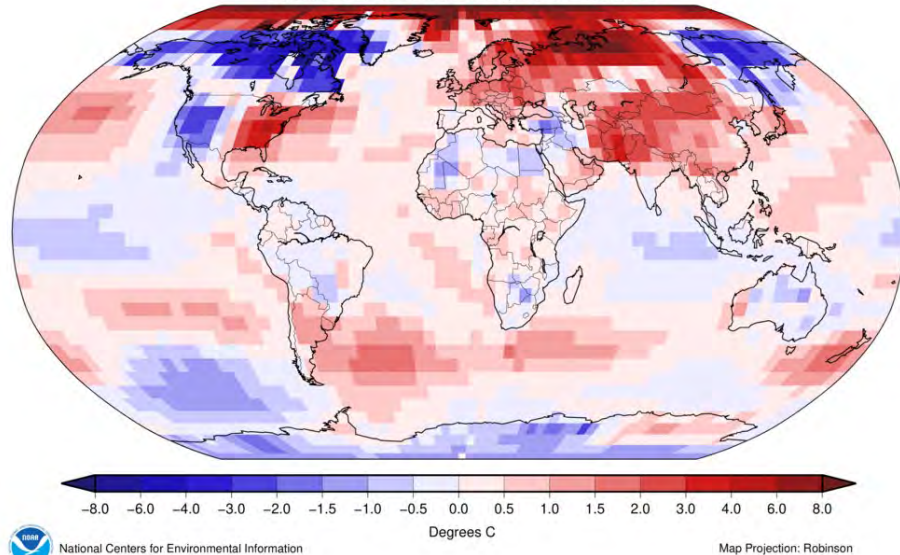 -8.0 -6.0 -4.0 -3.0 -2.0 -1.5 -1.0 -0.5 0.0 0.5 1.0 1.5 2.0 3.0 4.0 6.0 8.0
Degrees C
NOAA
National Centers for Environmental Information
Map Projection: Robinson